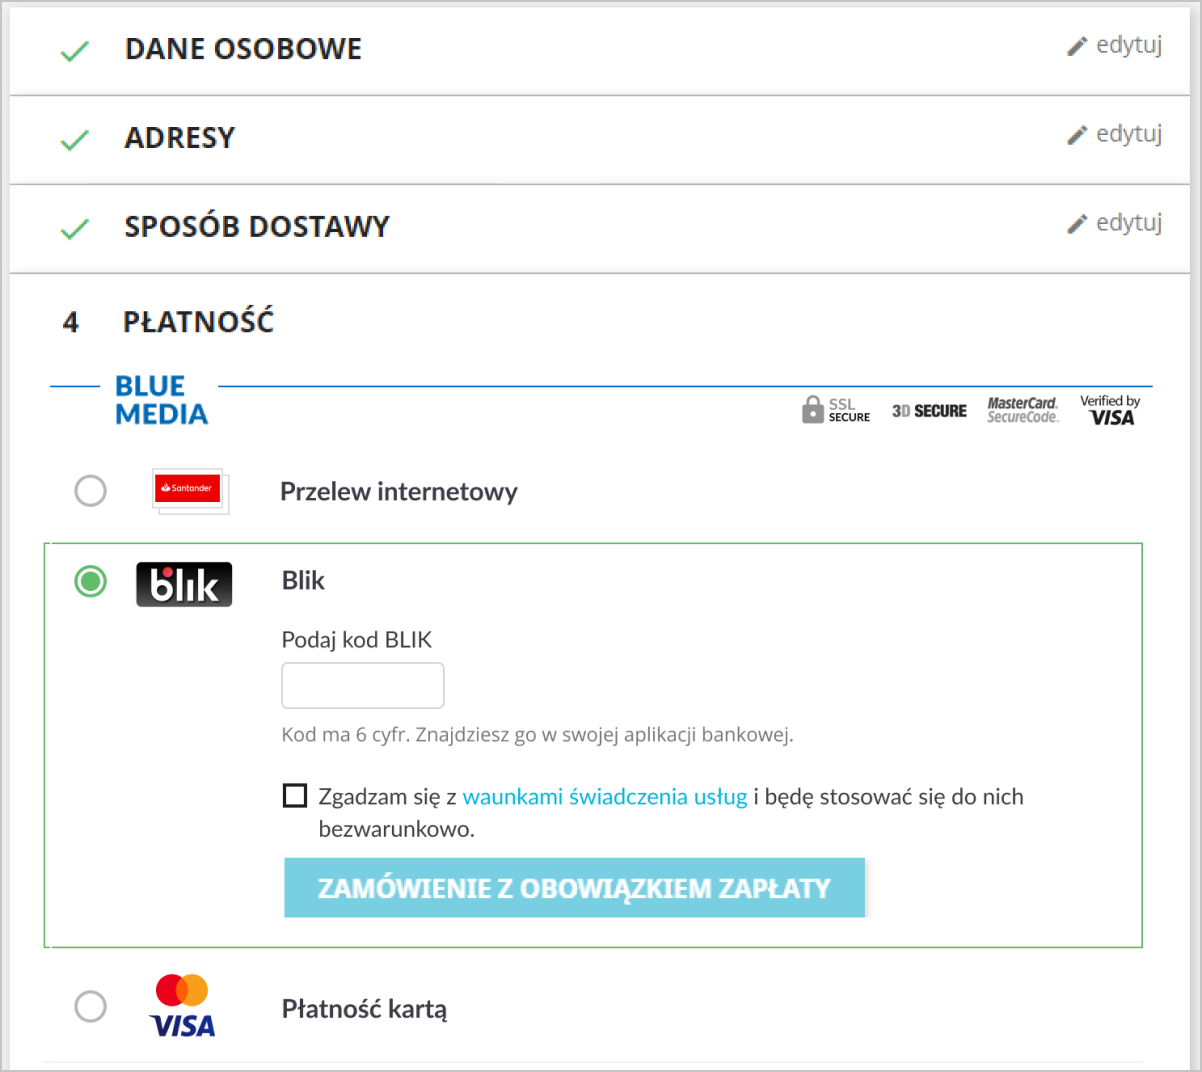 DANE OSOBOWE
edytuj
ADRESY
edytuj
SPOSÓB DOSTAWY
edytuj
4 PŁATNOŚĆ
BLUE
MEDIA
SSL
SECURE
3D SECURE
MasterCard.
SecureCode.
Verified by
VISA
Santander
Przelew internetowy
blik
Blik
Podaj kod BLIK
Kod ma 6 cyfr. Znajdziesz go w swojej aplikacji bankowej.
Zgadzam się z waunkami świadczenia usług i będę stosować się do nich
bezwarunkowo.
ZAMÓWIENIE Z OBOWIĄZKIEM ZAPŁATY
VISA
Płatność kartą